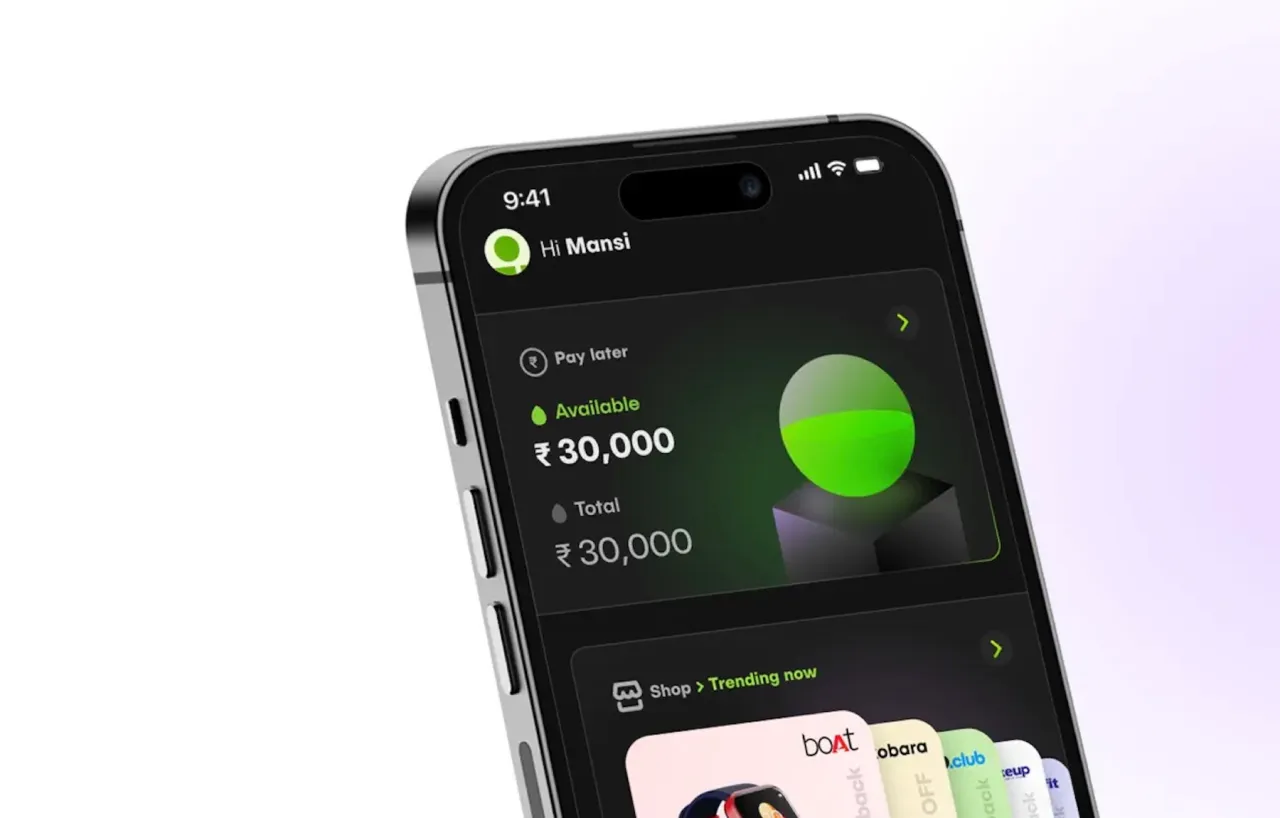 9:41
Hi Mansi
₹ Pay later
Available
₹30,000
Total
₹30,000
Shop > Trending now
boAt
obara
.club
eup
it
back
OFF
ack
ck